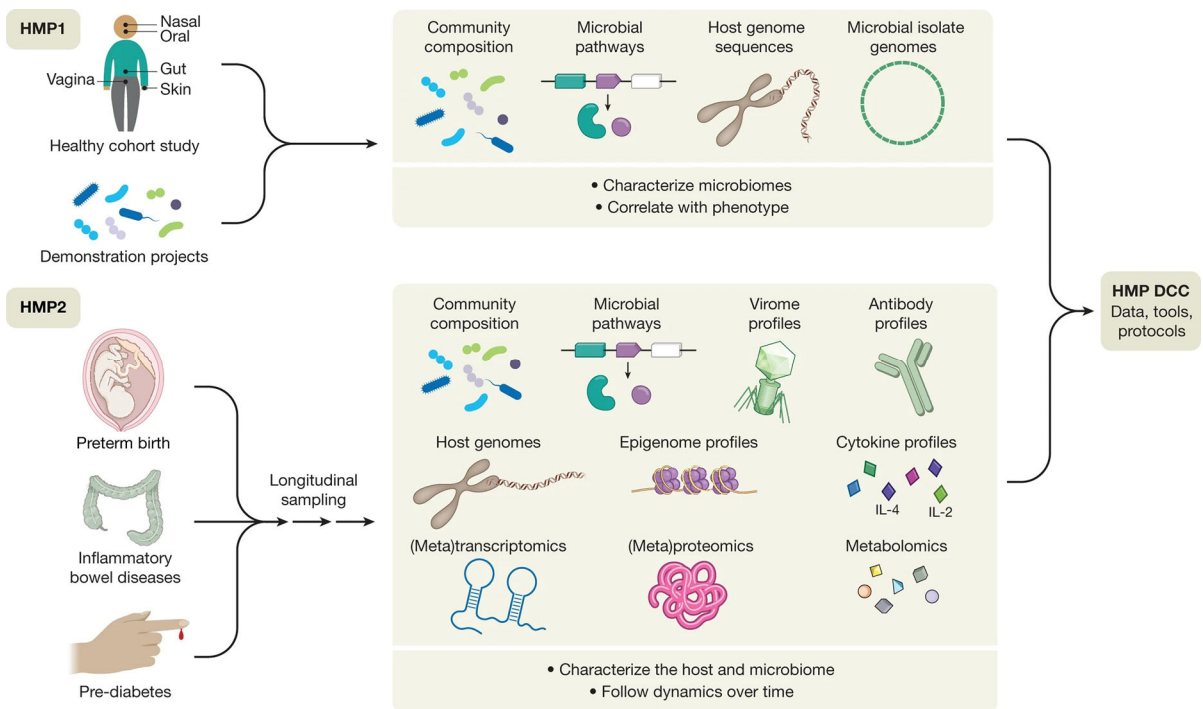 HMP1
Nasal
Oral
Gut
Vagina
Skin
Healthy cohort study
Demonstration projects
Community
composition
Microbial
pathways
Host genome
sequences
Microbial isolate
genomes
• Characterize microbiomes
• Correlate with phenotype
HMP2
Preterm birth
Inflammatory
bowel diseases
Pre-diabetes
Longitudinal
sampling
Community
composition
Microbial
pathways
Virome
profiles
Antibody
profiles
Host genomes
Epigenome profiles
Cytokine profiles
IL-4
IL-2
(Meta)transcriptomics
(Meta)proteomics
Metabolomics
• Characterize the host and microbiome
• Follow dynamics over time
HMP DCC
Data, tools,
protocols